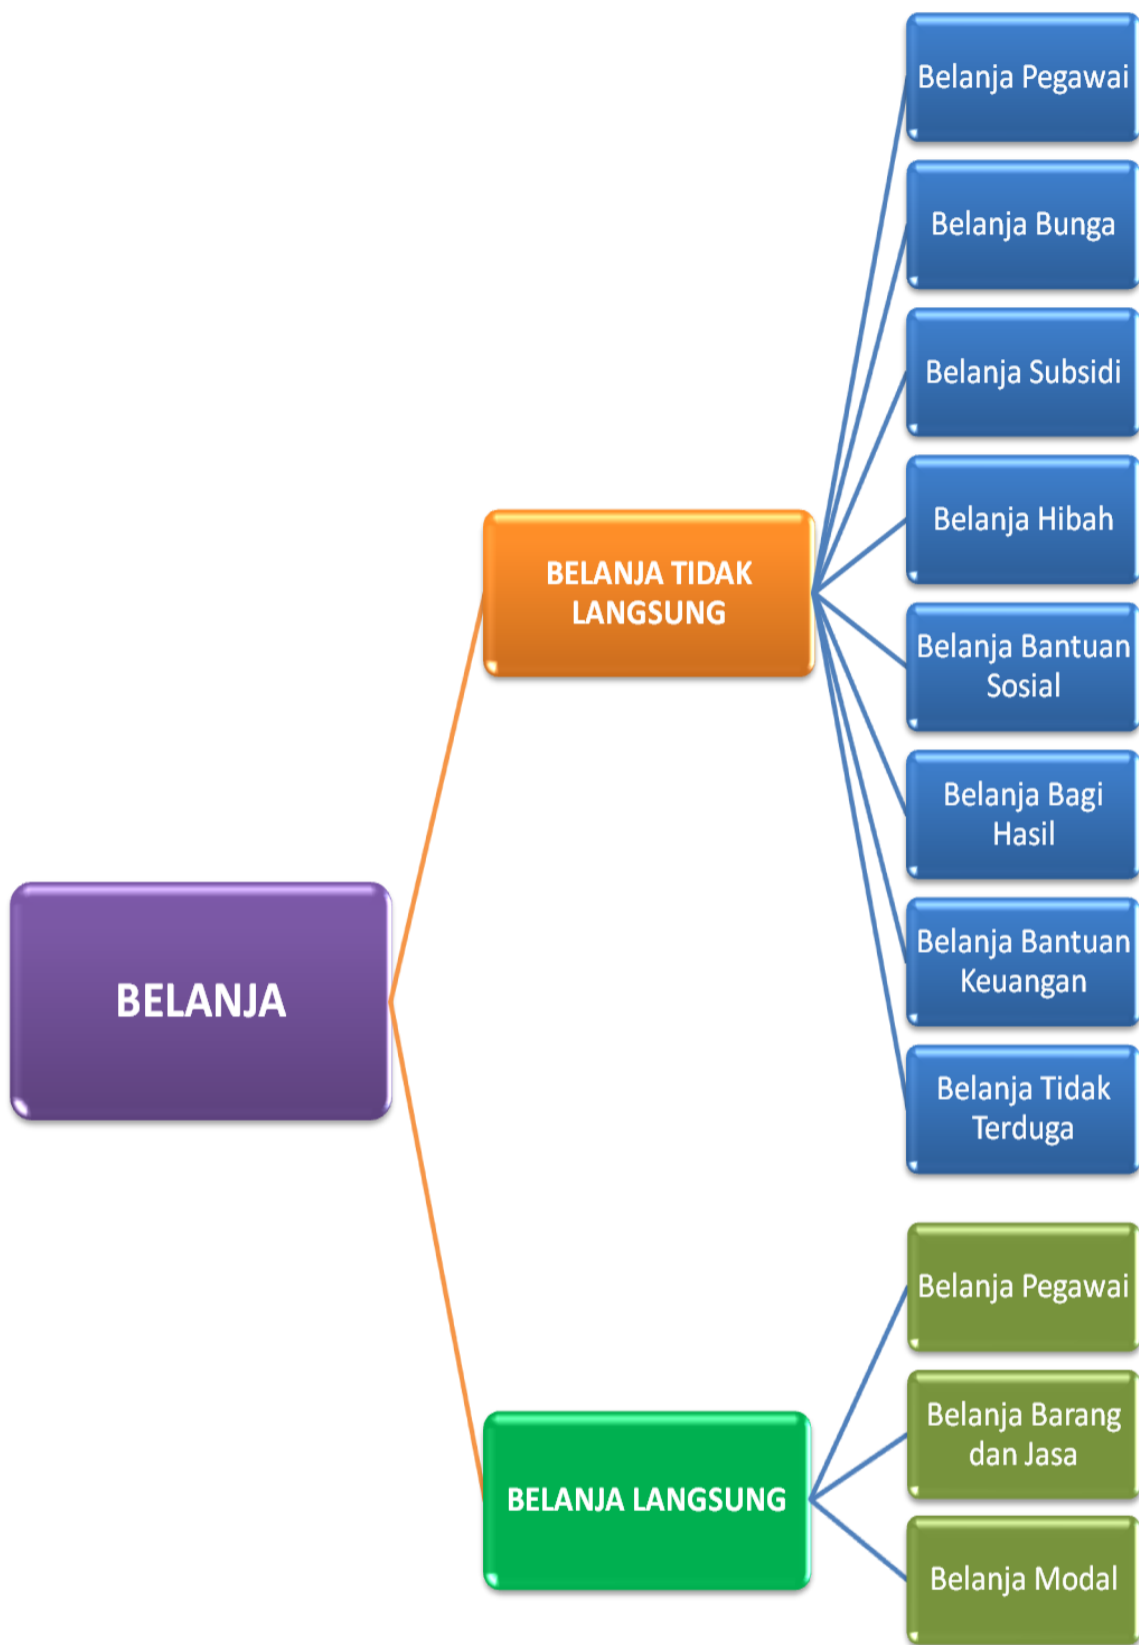 BELANJA
BELANJA TIDAK
LANGSUNG
Belanja Pegawai
Belanja Bunga
Belanja Subsidi
Belanja Hibah
Belanja Bantuan
Sosial
Belanja Bagi
Hasil
Belanja Bantuan
Keuangan
Belanja Tidak
Terduga
BELANJA LANGSUNG
Belanja Pegawai
Belanja Barang
dan Jasa
Belanja Modal